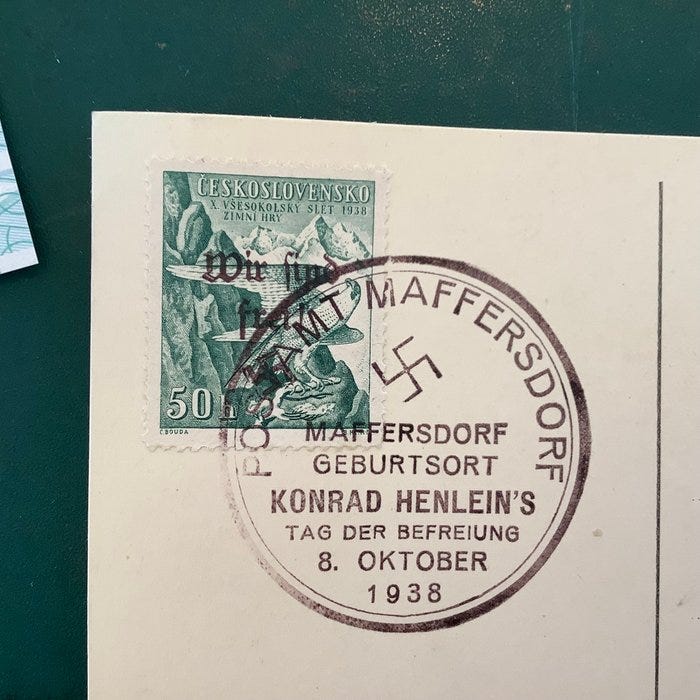 ČESKOSLOVENSKO
X. VŠESOKOLSKÝ SLET 1938
ZIMNÍ HRY
Wir sind
frei!
50 h
C. BOUDA
POSTAMT MAFFERSDORF
MAFFERSDORF
GEBURTSORT
KONRAD HENLEIN'S
TAG DER BEFREIUNG
8. OKTOBER
1938